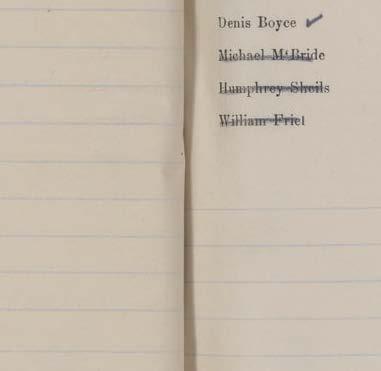 Denis Boyce ✓
Michael McBride
Humphrey Sheils
William Friel